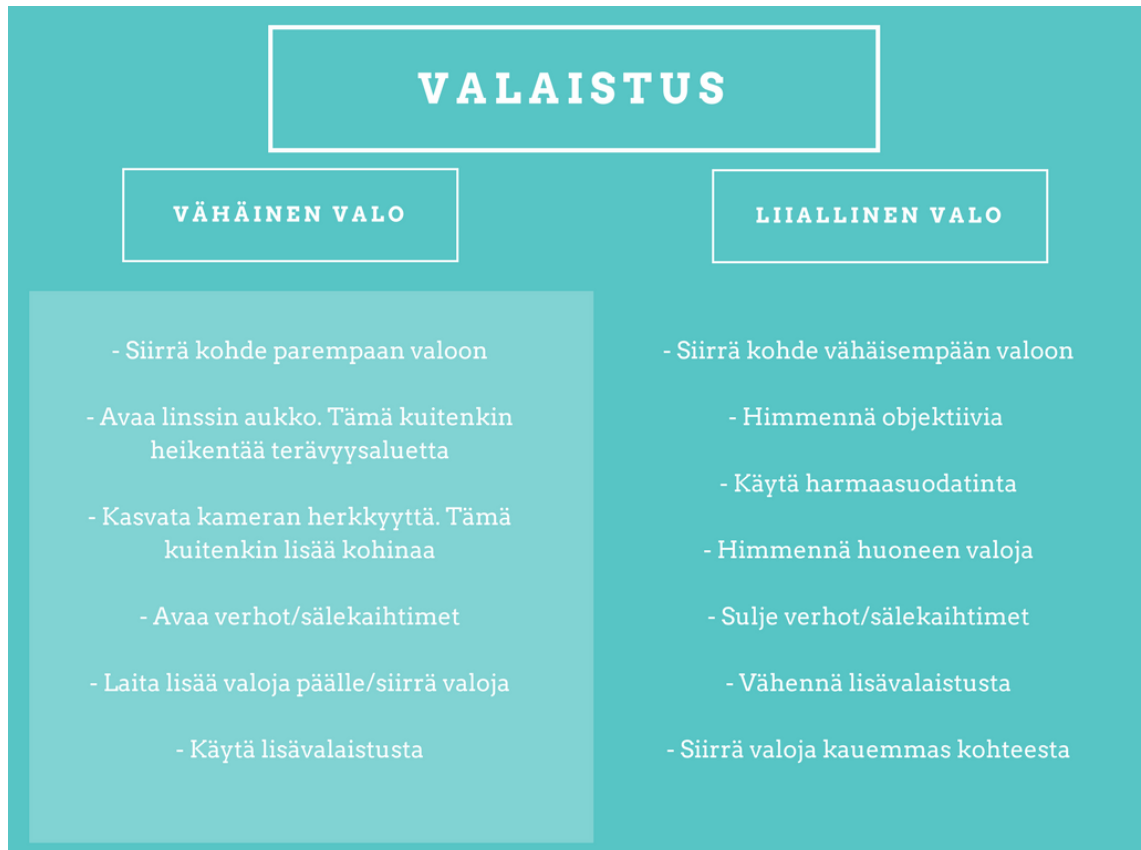 VALAISTUS
VÄHÄINEN VALO
- Siirrä kohde parempaan valoon
- Avaa linssin aukko. Tämä kuitenkin
heikentää terävyysaluetta
- Kasvata kameran herkkyyttä. Tämä
kuitenkin lisää kohinaa
- Avaa verhot/sälekaihtimet
- Laita lisää valoja päälle/siirrä valoja
- Käytä lisävalaistusta
LIIALLINEN VALO
- Siirrä kohde vähäisempään valoon
- Himmennä objektiivia
- Käytä harmaasuodatinta
- Himmennä huoneen valoja
- Sulje verhot/sälekaihtimet
- Vähennä lisävalaistusta
- Siirrä valoja kauemmas kohteesta